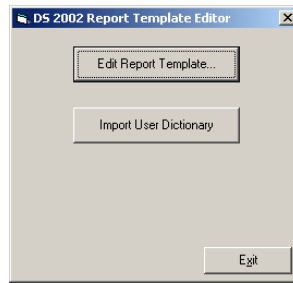 DS 2002 Report Template Editor
Edit Report Template...
Import User Dictionary
Exit